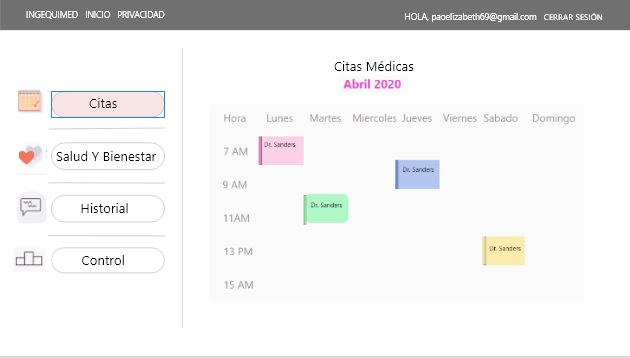 INGEQUIMED INICIO PRIVACIDAD
HOLA, paoelizabeth69@gmail.com CERRAR SESIÓN
Citas
Salud Y Bienestar
Historial
Control
Citas Médicas
Abril 2020
Hora Lunes Martes Miercoles Jueves Viernes Sabado Domingo
7 AM
Dr. Sanders
9 AM
Dr. Sanders
11AM
Dr. Sanders
13 PM
Dr. Sanders
15 AM